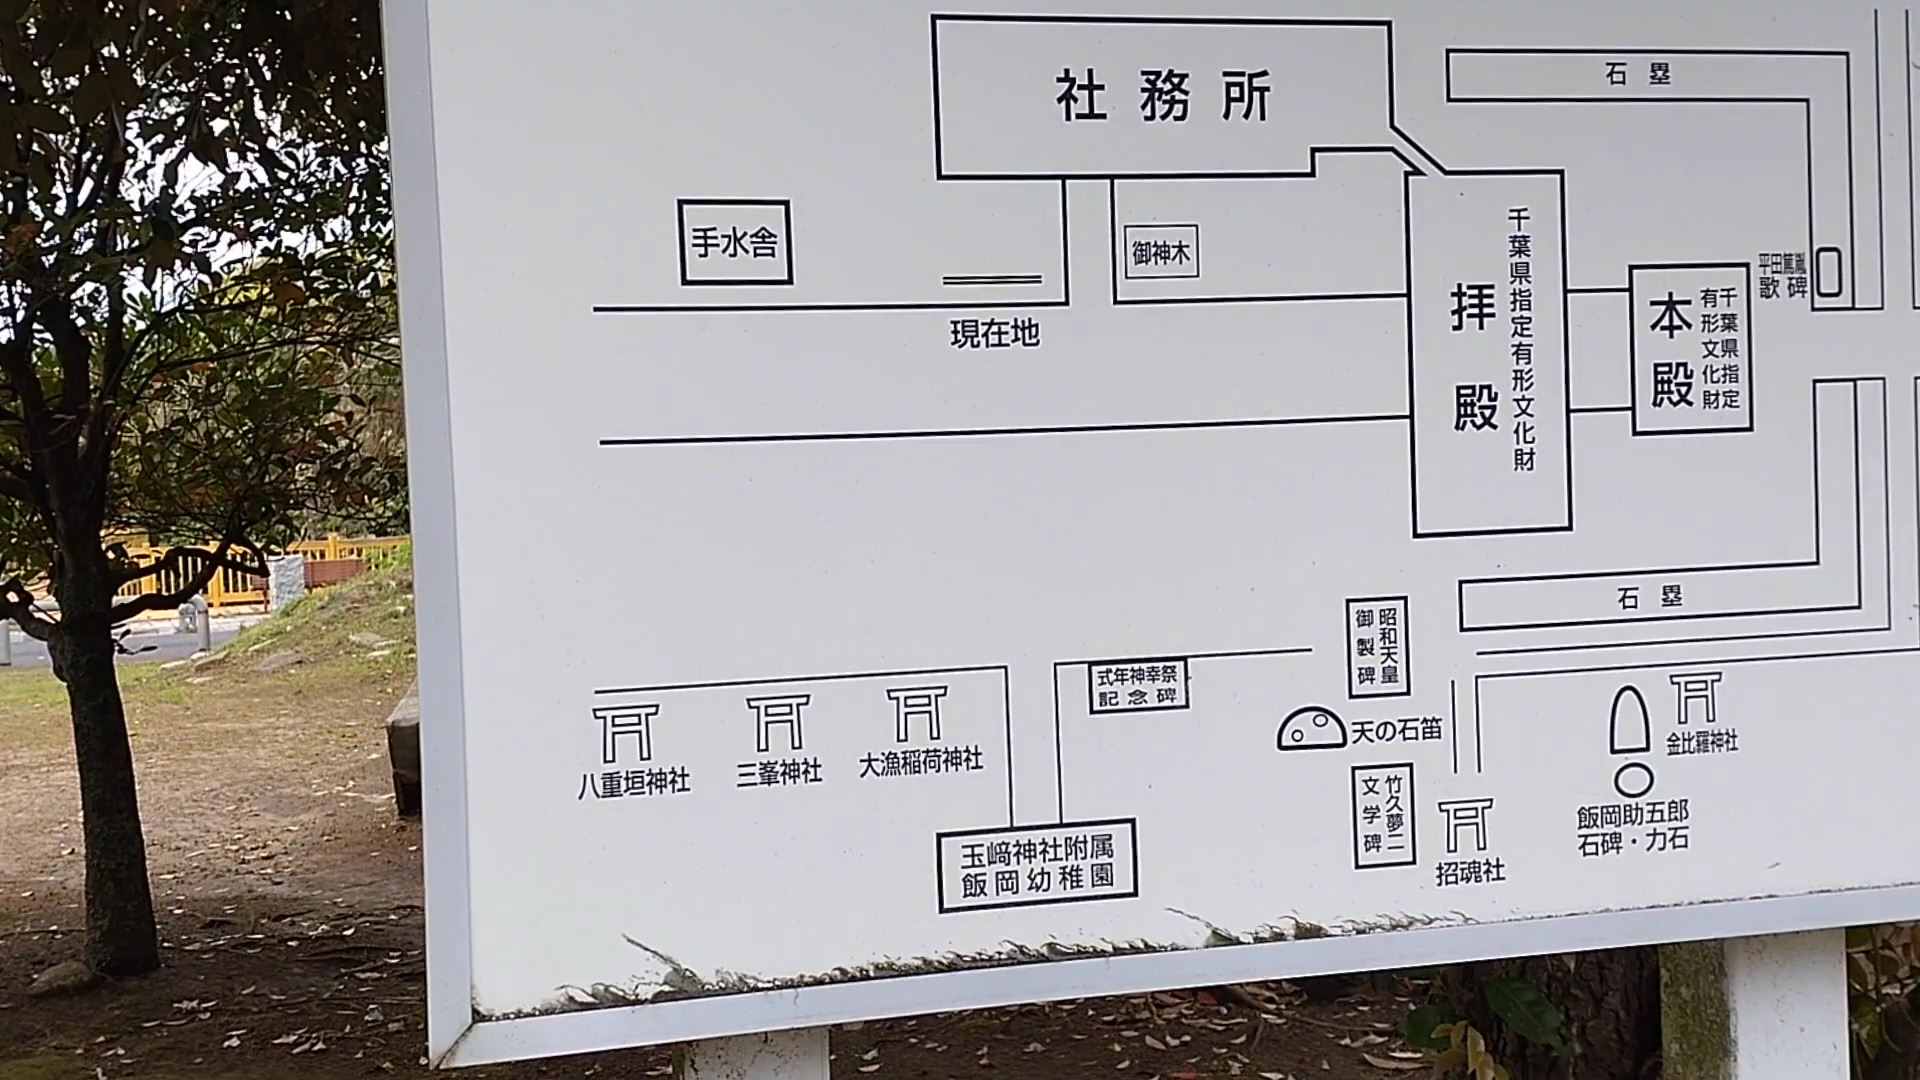 社務所
石塁
手水舎
御神木
現在地
拝殿
千葉県指定有形文化財
本殿
千葉県指定
有形文化財
平田篤胤
歌碑
石塁
昭和天皇
御製碑
式年神幸祭
記念碑
天の石笛
竹久夢二
文学碑
八重垣神社
三峯神社
大漁稲荷神社
玉﨑神社附属
飯岡幼稚園
招魂社
金比羅神社
飯岡助五郎
石碑・力石